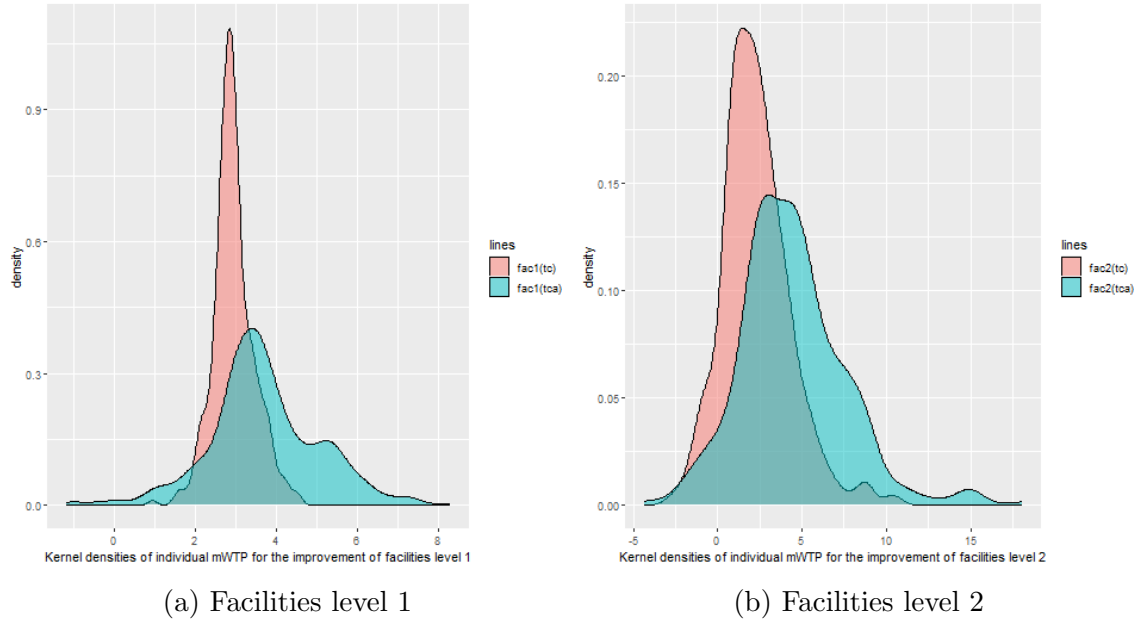 0.9
0.6
0.3
0.0
density
0
2
4
6
8
Kernel densities of individual mWTP for the improvement of facilities level 1
lines
fac1(tc)
fac1(tca)
(a) Facilities level 1
0.20
0.15
0.10
0.05
0.00
density
-5
0
5
10
15
Kernel densities of individual mWTP for the improvement of facilities level 2
lines
fac2(tc)
fac2(tca)
(b) Facilities level 2